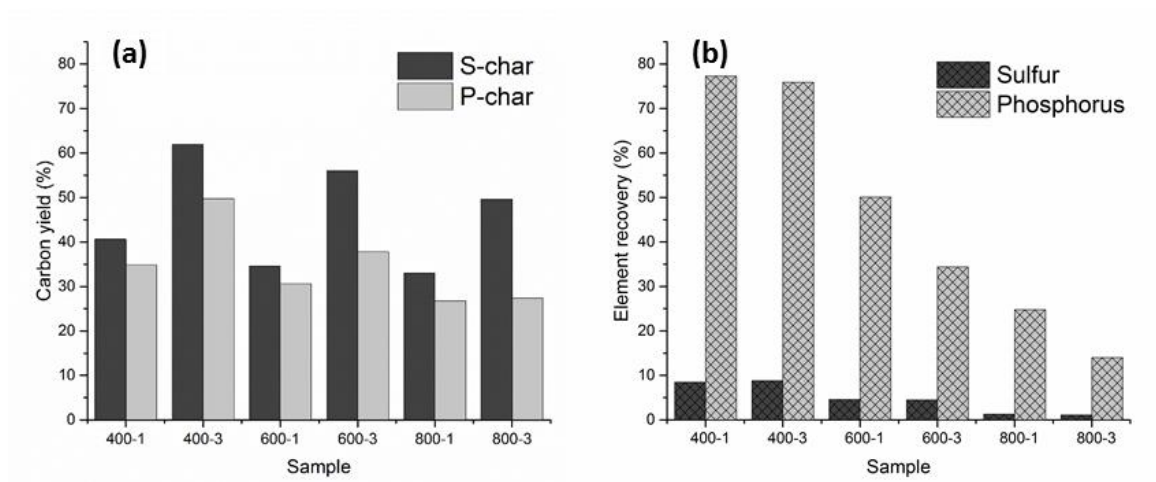 (a)
S-char
P-char
Carbon yield (%)
80
70
60
50
40
30
20
10
0
400-1 400-3 600-1 600-3 800-1 800-3
Sample
(b)
Sulfur
Phosphorus
Element recovery (%)
80
70
60
50
40
30
20
10
0
400-1 400-3 600-1 600-3 800-1 800-3
Sample